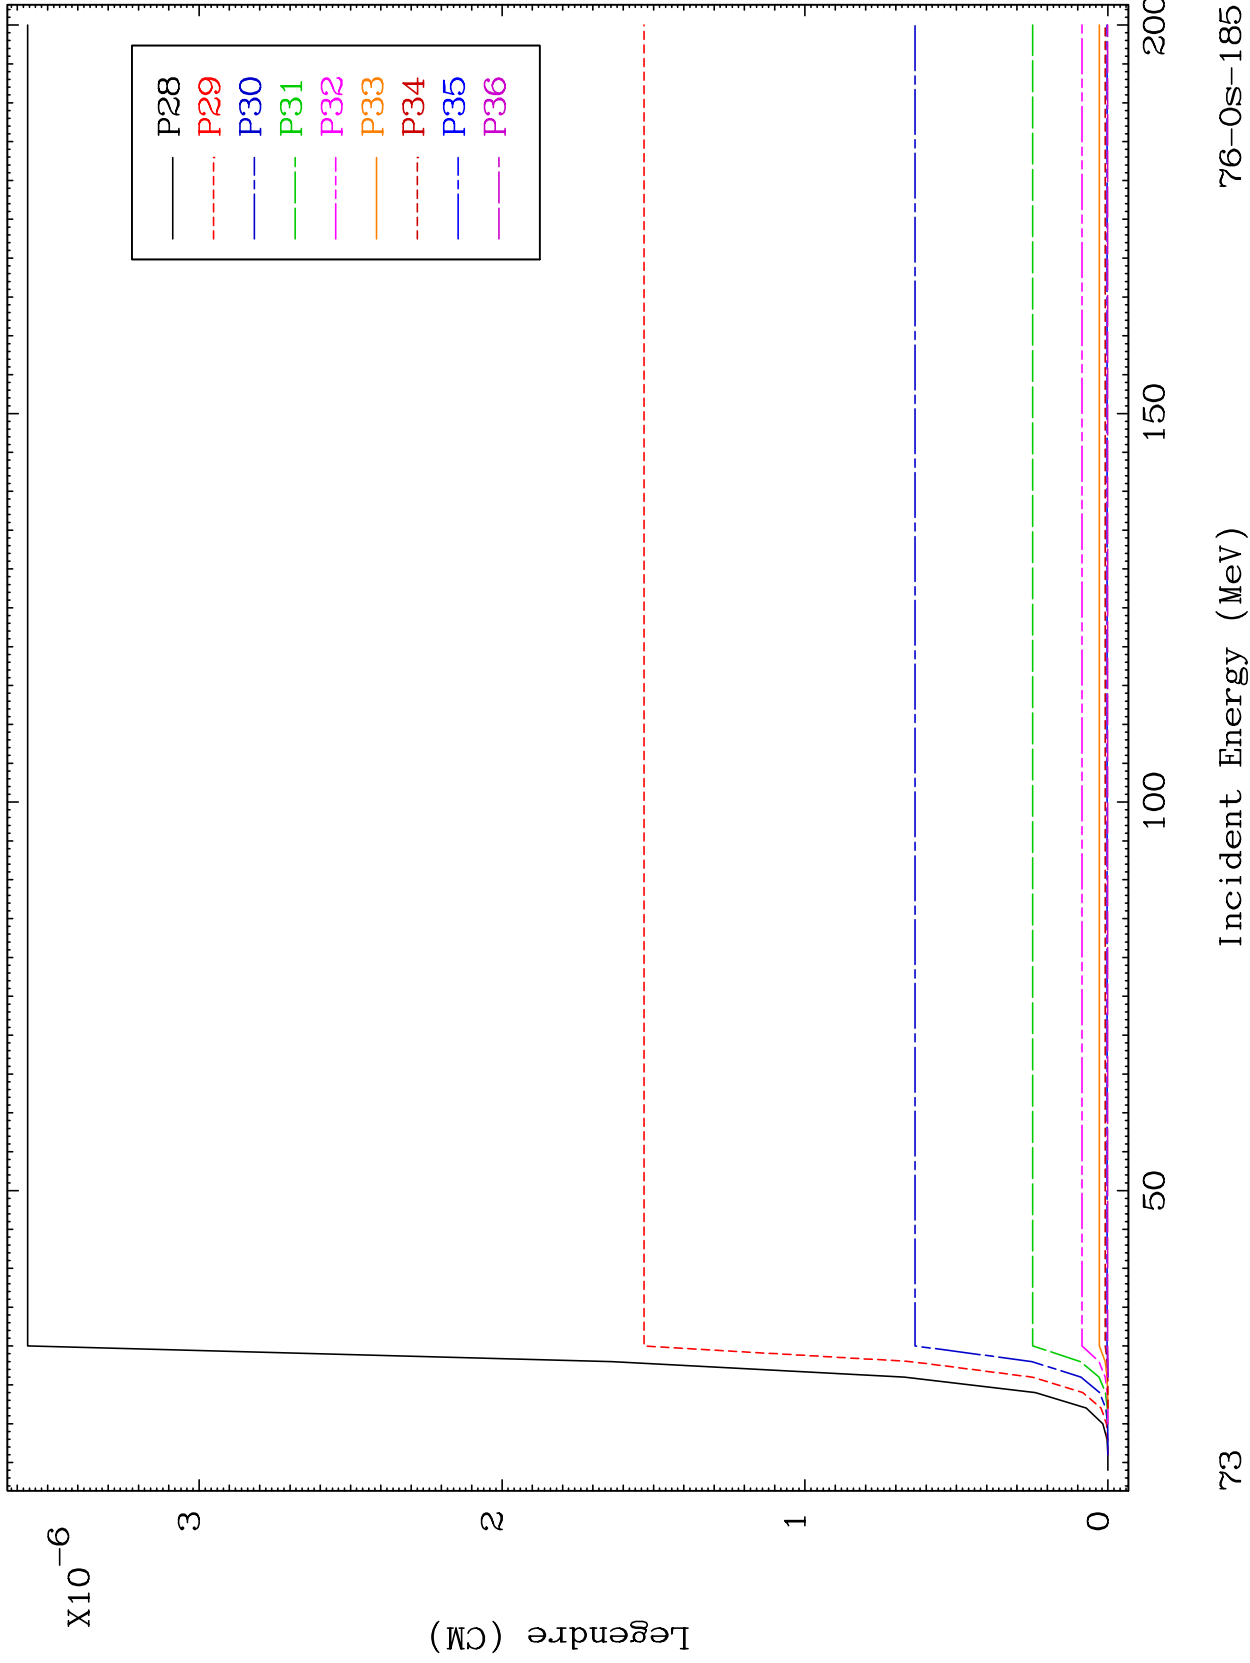 X10-6
3
2
1
0
Legendre (CM)
P28
P29
P30
P31
P32
P33
P34
P35
P36
50
100
150
200
Incident Energy (MeV)
73
76-Os-185